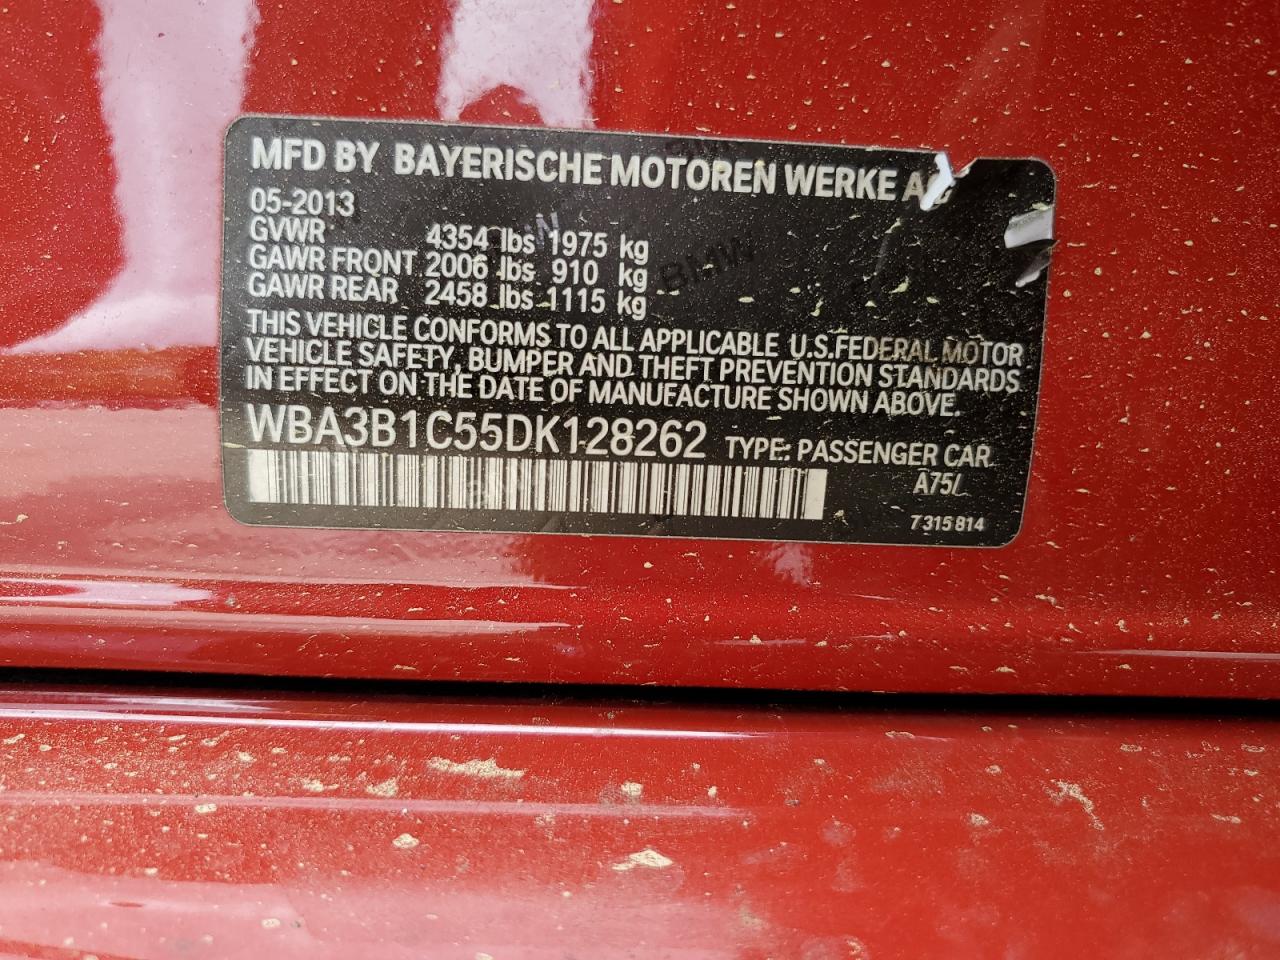 MFD BY BAYERISCHE MOTOREN WERKE AG
05-2013
GVWR 4354 lbs 1975 kg
GAWR FRONT 2006 lbs 910 kg
GAWR REAR 2458 lbs 1115 kg
THIS VEHICLE CONFORMS TO ALL APPLICABLE U.S.FEDERAL MOTOR
VEHICLE SAFETY, BUMPER AND THEFT PREVENTION STANDARDS
IN EFFECT ON THE DATE OF MANUFACTURE SHOWN ABOVE.
WBA3B1C55DK128262 TYPE: PASSENGER CAR
A75/
7 315 814
BMW